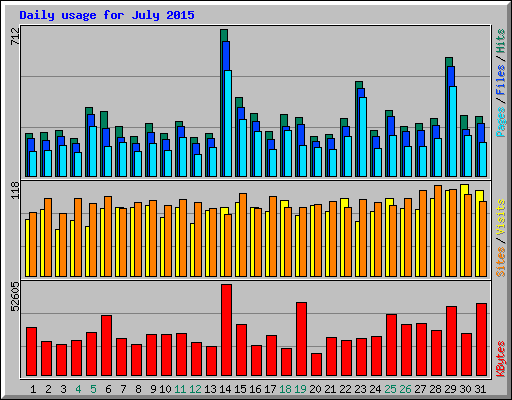 Daily usage for July 2015
712
Pages / Files / Hits
118
Sites / Visits
52605
KBytes
1 2 3 4 5 6 7 8 9 10 11 12 13 14 15 16 17 18 19 20 21 22 23 24 25 26 27 28 29 30 31